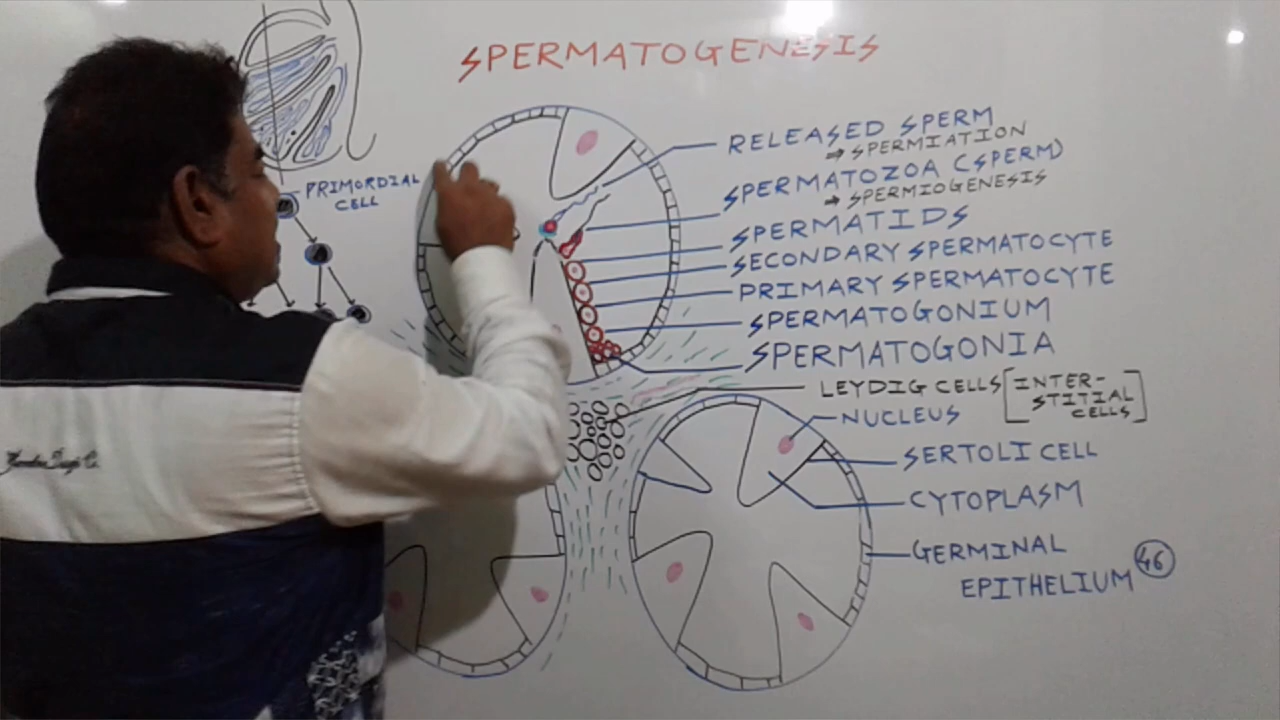 SPERMATOGENESIS
PRIMORDIAL
CELL
RELEASED SPERM
⇒ SPERMIATION
SPERMATOZOA (SPERM)
⇒ SPERMIOGENESIS
SPERMATIDS
SECONDARY SPERMATOCYTE
PRIMARY SPERMATOCYTE
SPERMATOGONIUM
SPERMATOGONIA
LEYDIG CELLS [INTER-
STITIAL
CELLS]
NUCLEUS
SERTOLI CELL
CYTOPLASM
GERMINAL
EPITHELIUM 46